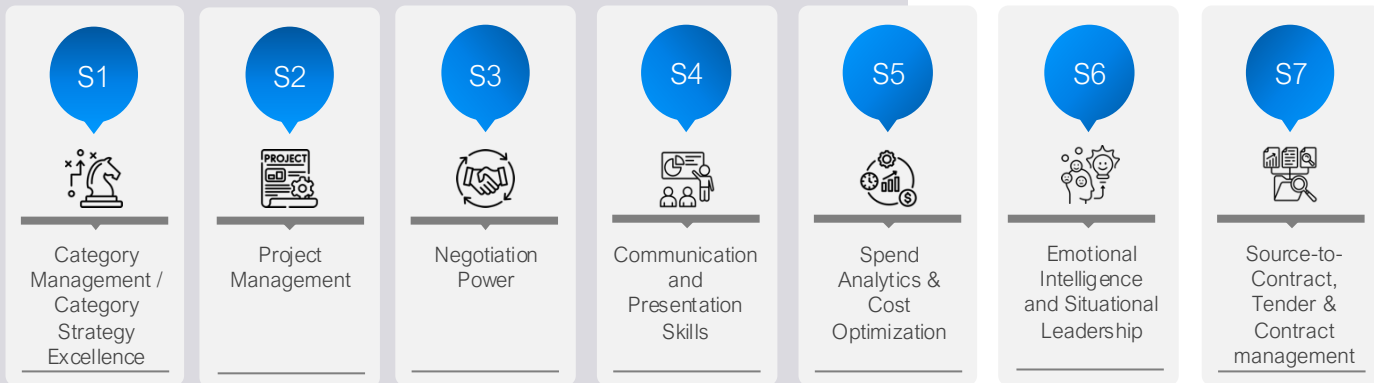 S1
Category
Management /
Category
Strategy
Excellence
S2
PROJECT
Project
Management
S3
Negotiation
Power
S4
Communication
and
Presentation
Skills
S5
$
Spend
Analytics &
Cost
Optimization
S6
Emotional
Intelligence
and Situational
Leadership
S7
Source-to-
Contract,
Tender &
Contract
management